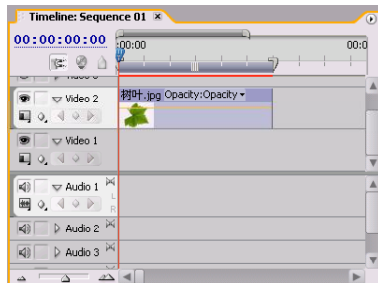 Timeline: Sequence 01
00:00:00:00
:00:00
00:0
Video 2
树叶.jpg Opacity:Opacity
Video 1
Audio 1
L
R
Audio 2
Audio 3